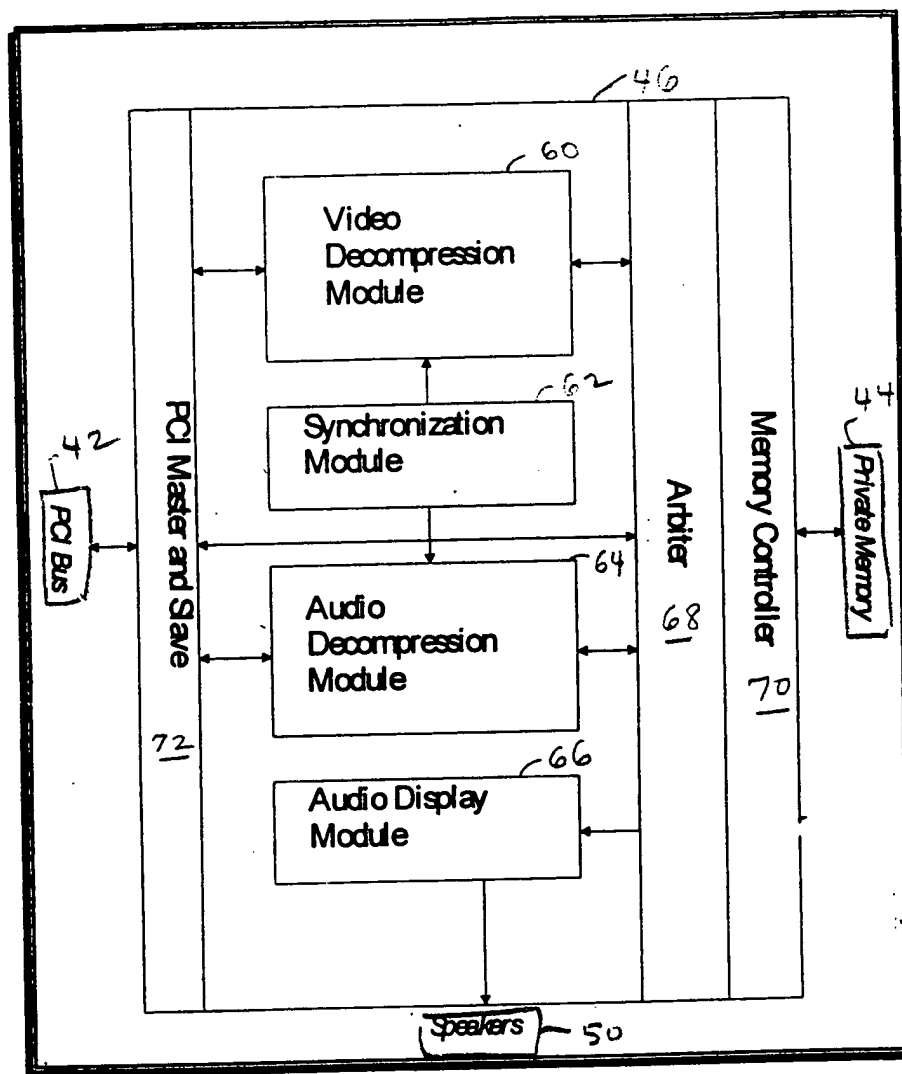 46
60
Video
Decompression
Module
62
Synchronization
Module
64
Audio
Decompression
Module
66
Audio Display
Module
42
PCI Bus
PCI Master and Slave
72
Arbiter
68
Memory Controller
70
44
Private Memory
Speakers
50